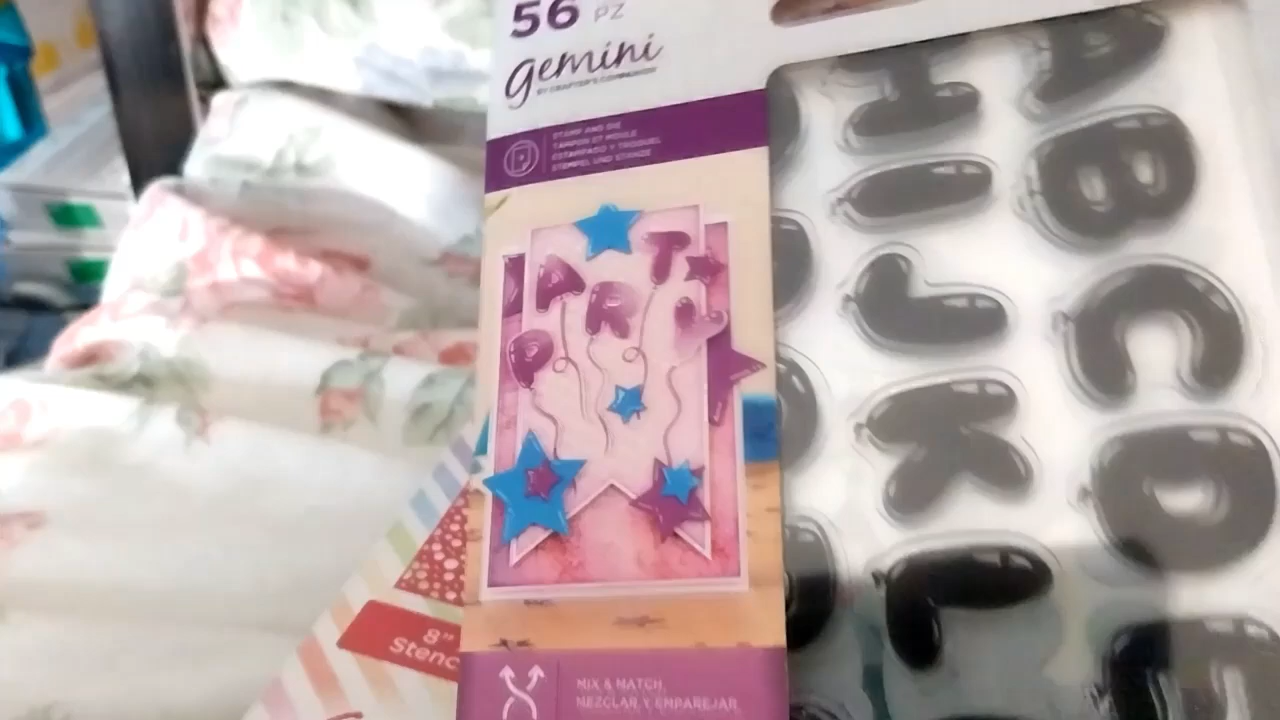 56 PZ
gemini
BY CRAFTER'S COMPANION
STAMP AND DIE
TAMPON ET MOULE
ESTAMPADO Y TROQUEL
STEMPEL UND STANZE
PARTY
8"
Stenc
MIX & MATCH.
MEZCLAR Y EMPAREJAR.
A
H
B
I
J
C
K
D
L